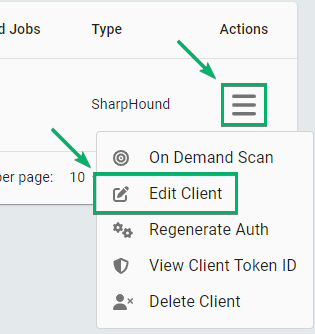 d Jobs Type Actions
SharpHound
On Demand Scan
er page: 10 Edit Client
Regenerate Auth
View Client Token ID
Delete Client